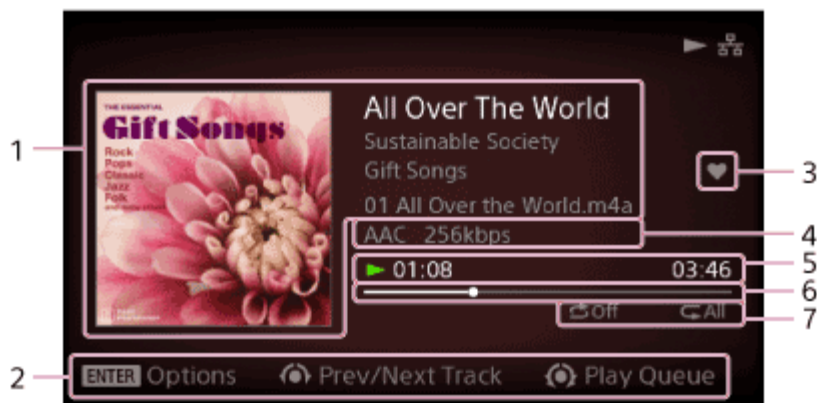 THE ESSENTIAL
Gift Songs
Rock
Pops
Classic
Jazz
Folk
All Over The World
Sustainable Society
Gift Songs
01 All Over the World.m4a
AAC 256kbps
01:08 03:46
Off All
ENTER Options Prev/Next Track Play Queue
1
2
3
4
5
6
7